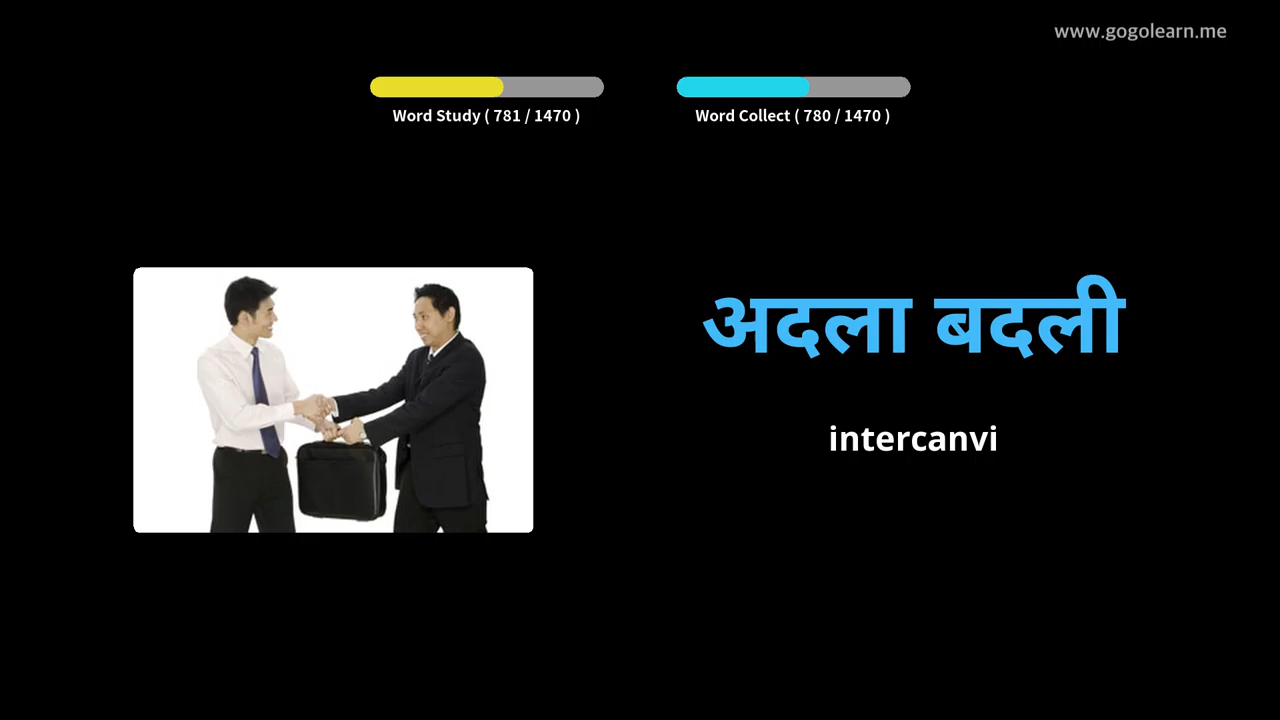 www.gogolearn.me
Word Study ( 781 / 1470 )
Word Collect ( 780 / 1470 )
अदला बदली
intercanvi